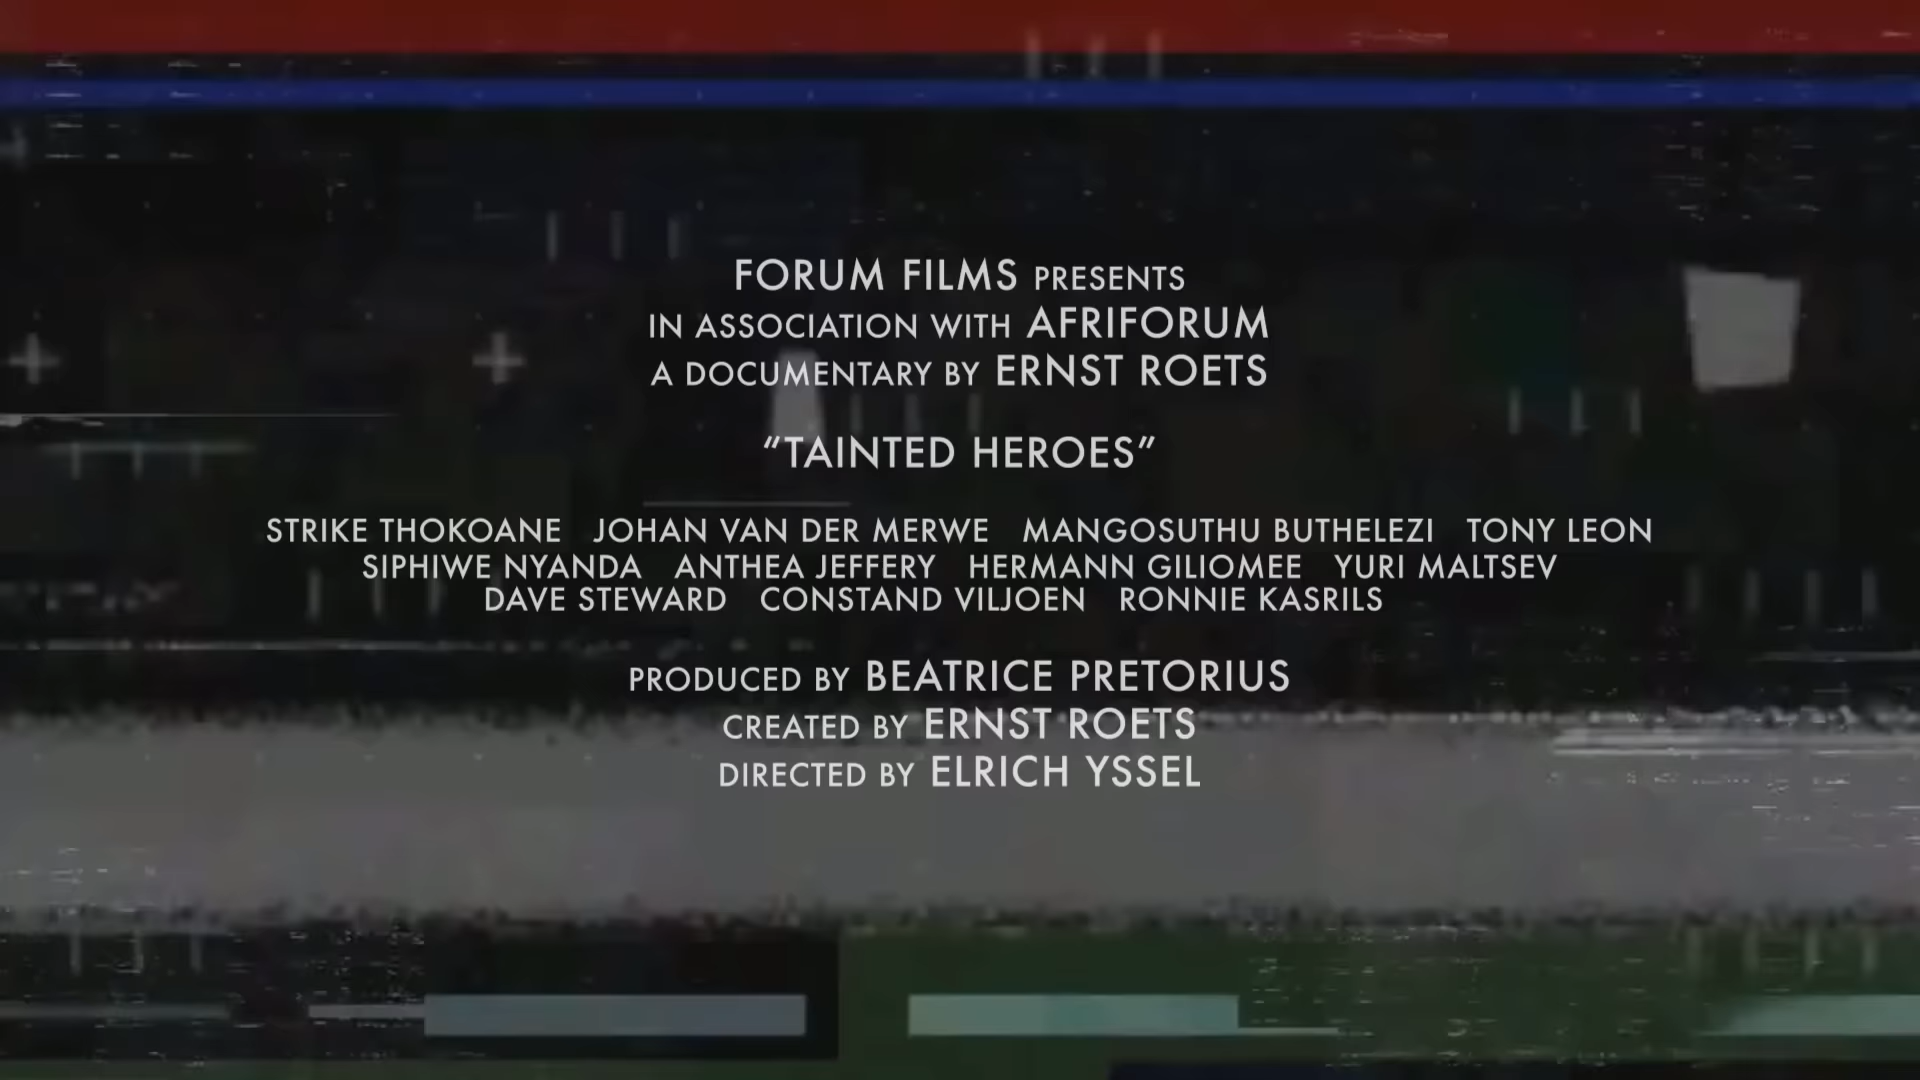 FORUM FILMS PRESENTS
IN ASSOCIATION WITH AFRIFORUM
A DOCUMENTARY BY ERNST ROETS
“TAINTED HEROES”
STRIKE THOKOANE JOHAN VAN DER MERWE MANGOSUTHU BUTHELEZI TONY LEON
SIPHIWE NYANDA ANTHEA JEFFERY HERMANN GILIOMEE YURI MALTSEV
DAVE STEWARD CONSTAND VILJOEN RONNIE KASRILS
PRODUCED BY BEATRICE PRETORIUS
CREATED BY ERNST ROETS
DIRECTED BY ELRICH YSSEL